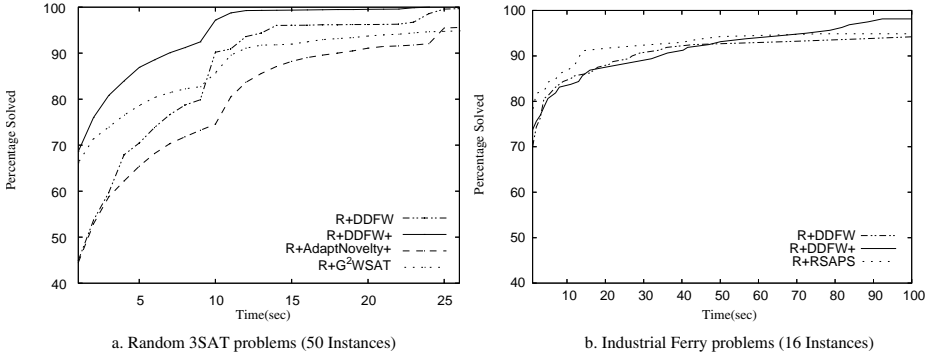 100
90
80
70
60
50
40
Percentage Solved
R+DDFW
R+DDFW+
R+AdaptNovelty+
R+G²WSAT
5 10 15 20 25
Time(sec)
a. Random 3SAT problems (50 Instances)
100
90
80
70
60
50
40
Percentage Solved
R+DDFW
R+DDFW+
R+RSAPS
10 20 30 40 50 60 70 80 90 100
Time(sec)
b. Industrial Ferry problems (16 Instances)